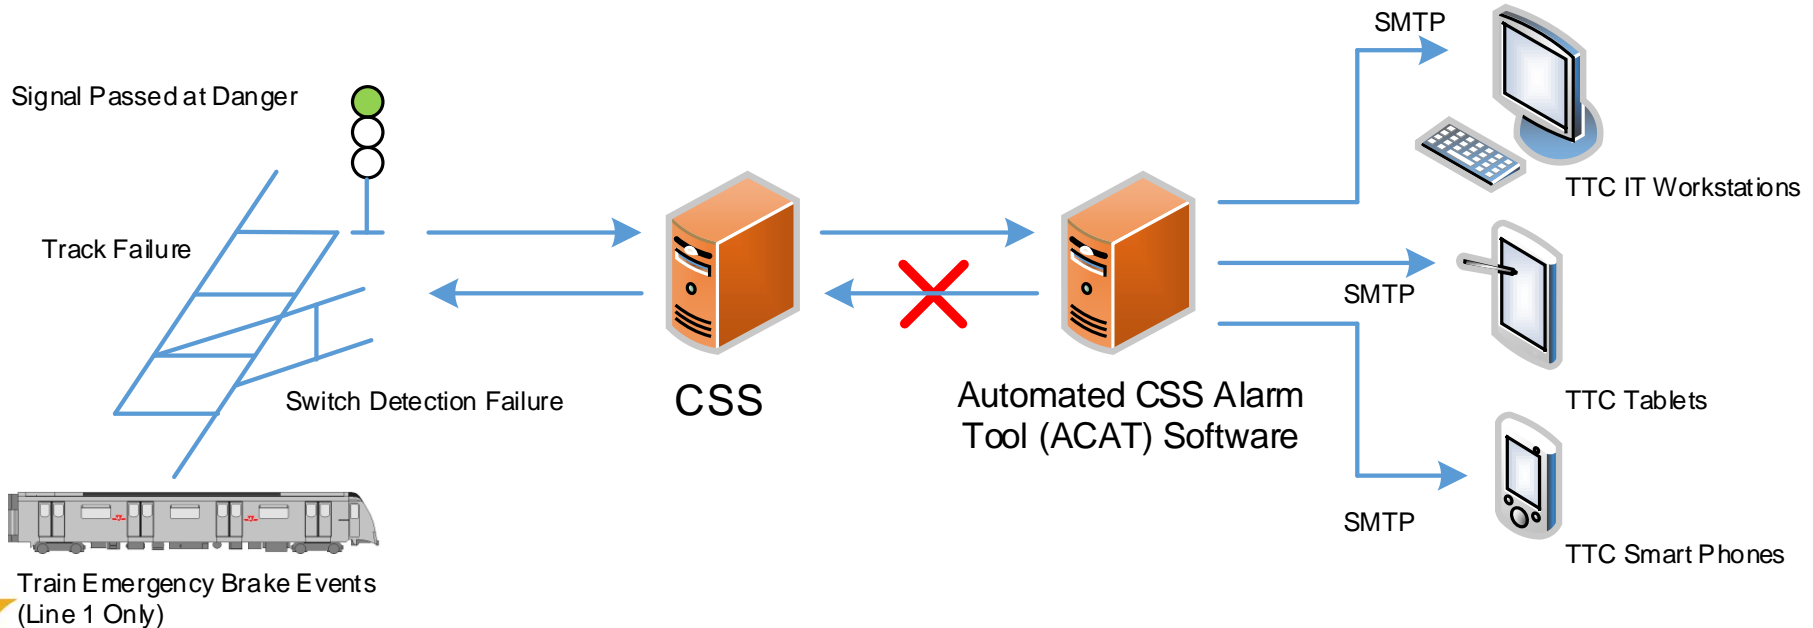 SMTP
Signal Passed at Danger
TTC IT Workstations
Track Failure
SMTP
Switch Detection Failure
CSS
Automated CSS Alarm
Tool (ACAT) Software
TTC Tablets
SMTP
TTC Smart Phones
Train Emergency Brake Events
(Line 1 Only)